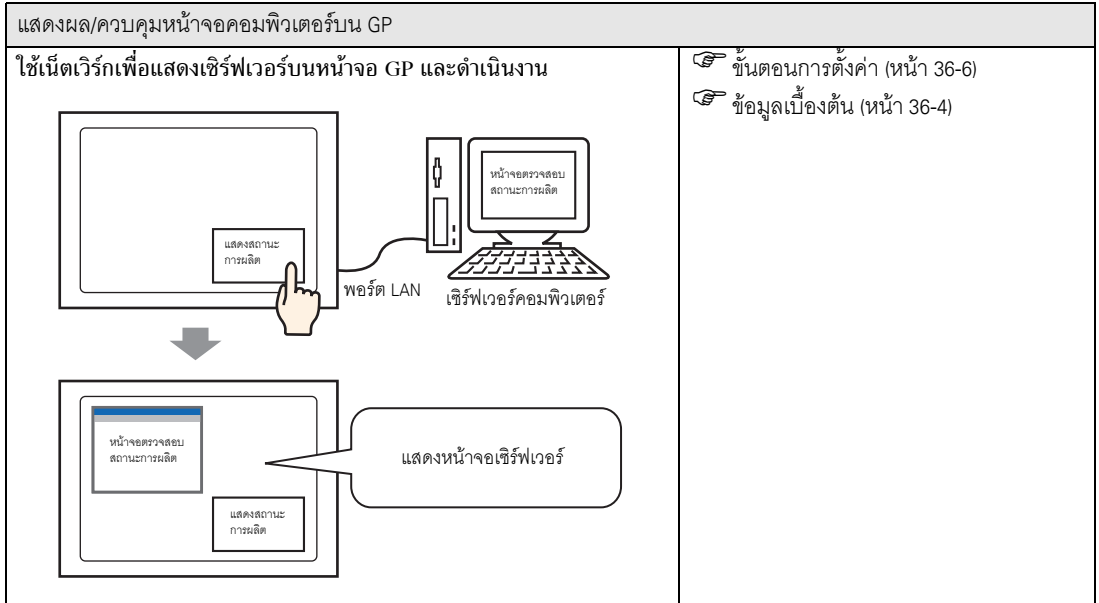 แสดงผล/ควบคุมหน้าจอคอมพิวเตอร์บน GP
ใช้เน็ตเวิร์กเพื่อแสดงเซิร์ฟเวอร์บนหน้าจอ GP และดำเนินงาน
ขั้นตอนการตั้งค่า (หน้า 36-6)
ข้อมูลเบื้องต้น (หน้า 36-4)
หน้าจอตรวจสอบ
สถานะการผลิต
แสดงสถานะ
การผลิต
พอร์ต LAN
เซิร์ฟเวอร์คอมพิวเตอร์
หน้าจอตรวจสอบ
สถานะการผลิต
แสดงหน้าจอเซิร์ฟเวอร์
แสดงสถานะ
การผลิต